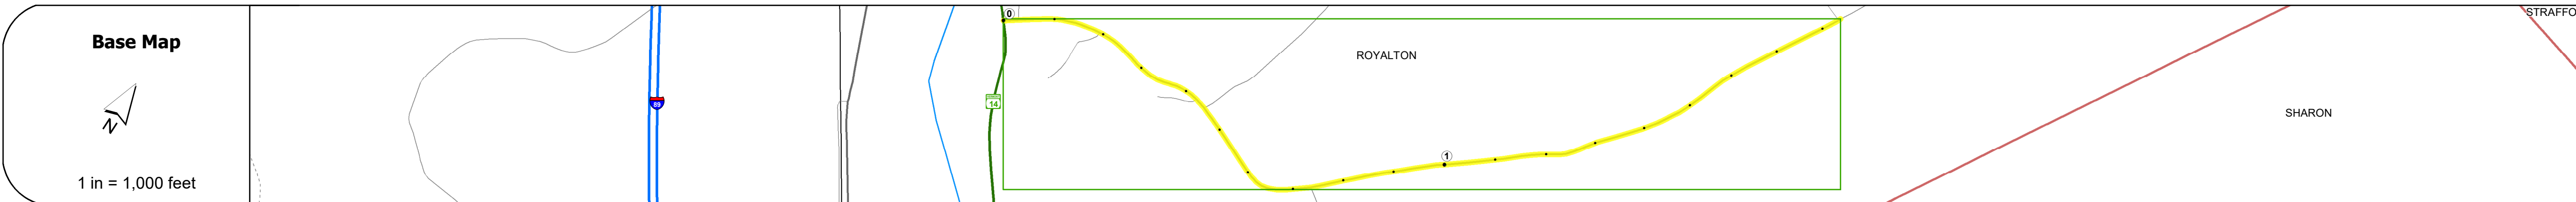 Base Map
N
1 in = 1,000 feet
89
14
0
ROYALTON
1
SHARON
STRAFFO